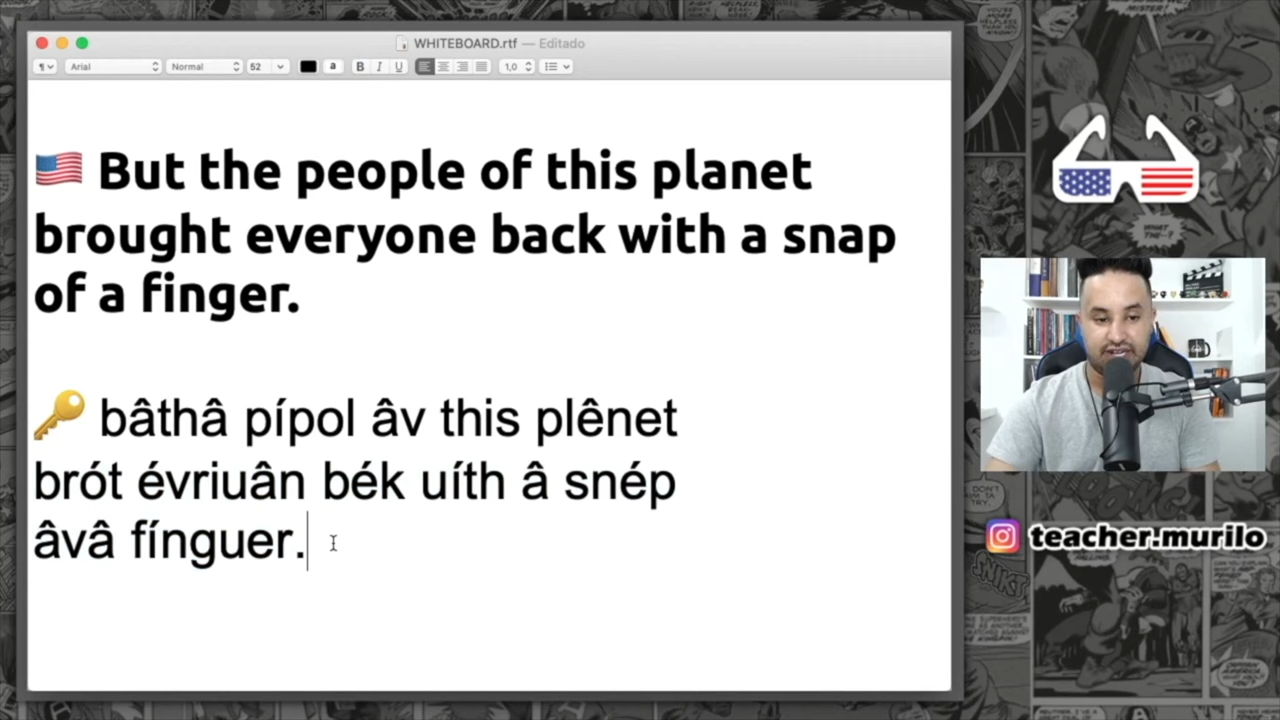 WHITEBOARD.rtf — Editado
Arial Normal 52 a B I U 1,0
But the people of this planet
brought everyone back with a snap
of a finger.
bâthâ pípol âv this plênet
brót évriuân bék uíth â snép
âvâ fínguer.
teacher.murilo